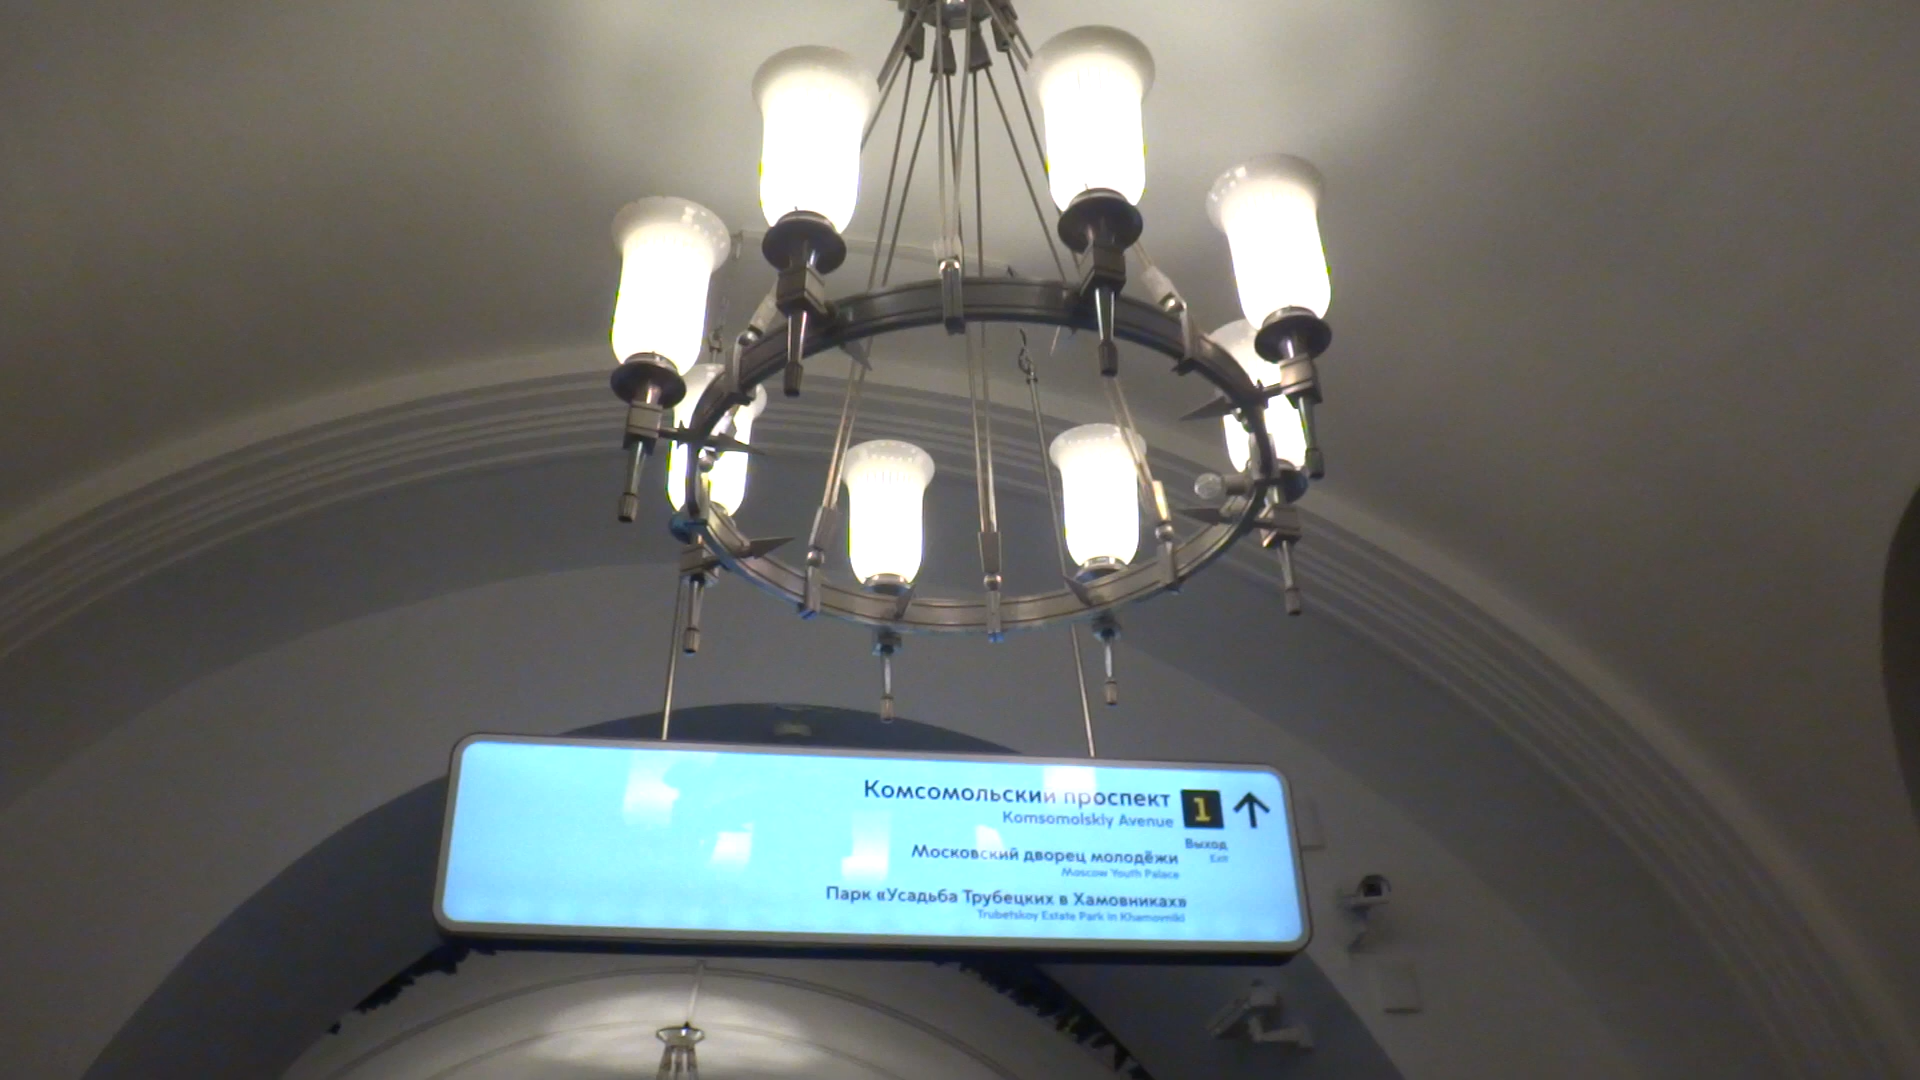 Комсомольский проспект 1
Komsomolskiy Avenue
Выход
Exit
Московский дворец молодёжи
Moscow Youth Palace
Парк «Усадьба Трубецких в Хамовниках»
Trubetskoy Estate Park in Khamovniki